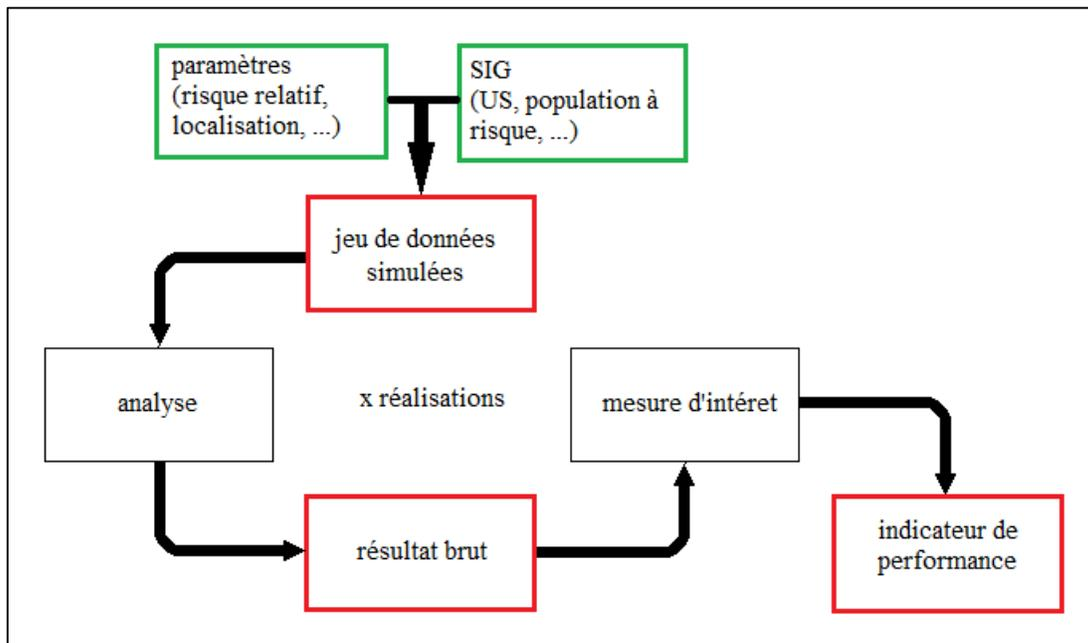 paramètres
(risque relatif,
localisation, ...)
SIG
(US, population à
risque, ...)
jeu de données
simulées
analyse
x réalisations
mesure d'intéret
résultat brut
indicateur de
performance